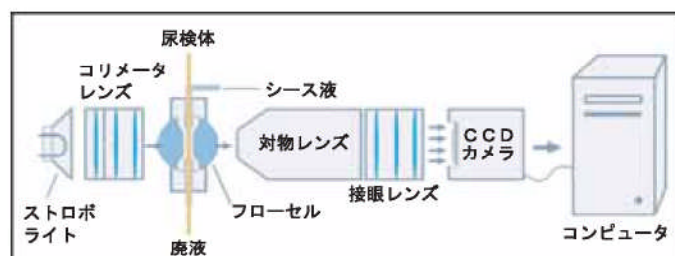 尿検体
コリメータ
レンズ
シース液
対物レンズ
CCD
カメラ
接眼レンズ
フローセル
ストロボ
ライト
廃液
コンピュータ